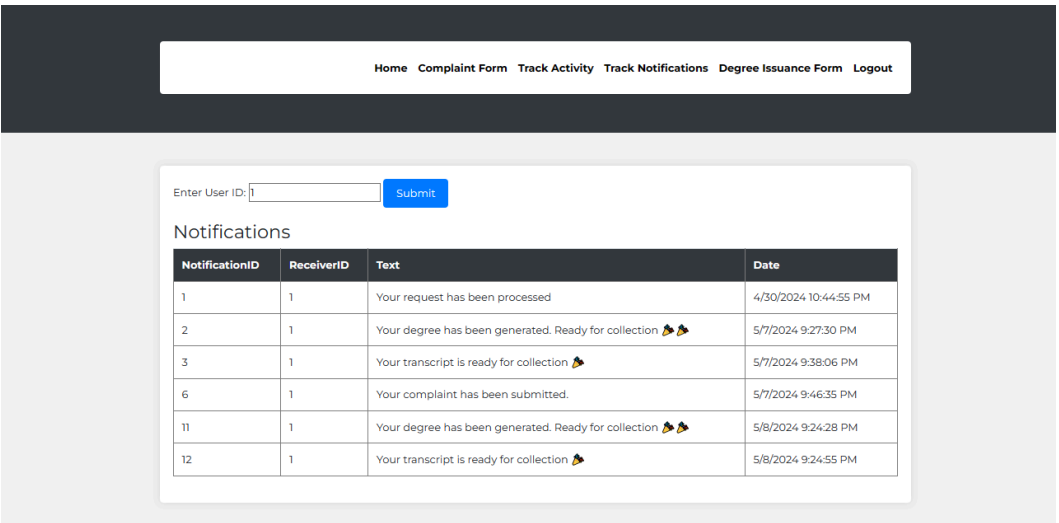 Home Complaint Form Track Activity Track Notifications Degree Issuance Form Logout
Enter User ID: 1 Submit
Notifications
NotificationID ReceiverID Text Date
1 1 Your request has been processed 4/30/2024 10:44:55 PM
2 1 Your degree has been generated. Ready for collection 🎉🎉 5/7/2024 9:27:30 PM
3 1 Your transcript is ready for collection 🎉 5/7/2024 9:38:06 PM
6 1 Your complaint has been submitted. 5/7/2024 9:46:35 PM
11 1 Your degree has been generated. Ready for collection 🎉🎉 5/8/2024 9:24:28 PM
12 1 Your transcript is ready for collection 🎉 5/8/2024 9:24:55 PM